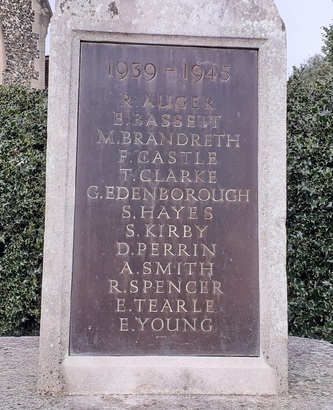 1939 - 1945
R. AUGER
E. BASSETT
M. BRANDRETH
F. CASTLE
T. CLARKE
G. EDENBOROUGH
S. HAYES
S. KIRBY
D. PERRIN
A. SMITH
R. SPENCER
E. TEARLE
E. YOUNG